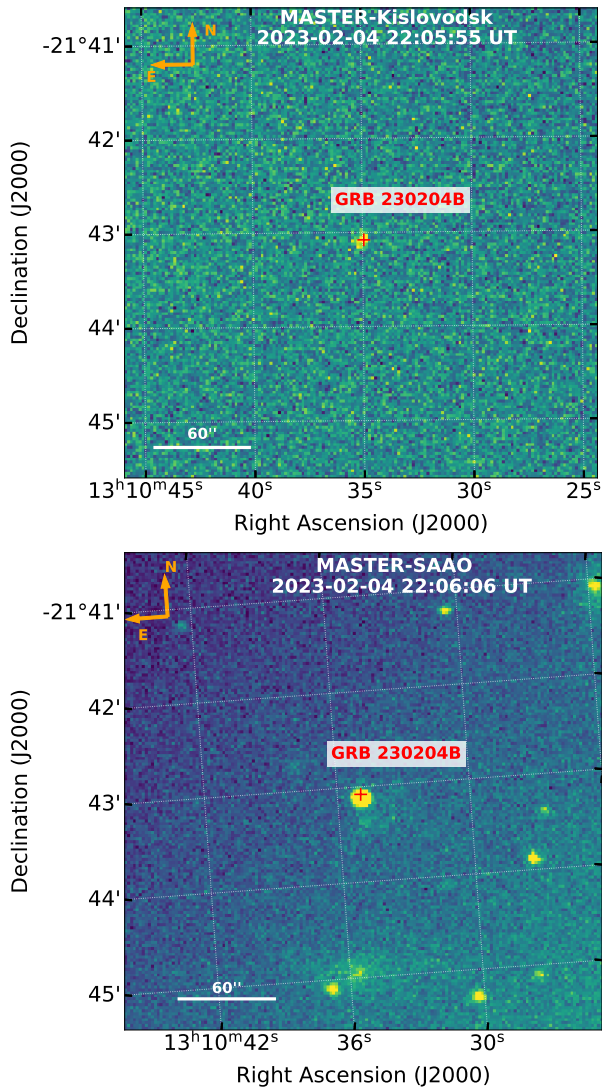 MASTER-Kislovodsk
2023-02-04 22:05:55 UT
N
E
-21°41'
42'
43'
44'
45'
Declination (J2000)
GRB 230204B
60''
13ʰ10ᵐ45ˢ 40ˢ 35ˢ 30ˢ 25ˢ
Right Ascension (J2000)
MASTER-SAAO
2023-02-04 22:06:06 UT
N
E
-21°41'
42'
43'
44'
45'
Declination (J2000)
GRB 230204B
60''
13ʰ10ᵐ42ˢ 36ˢ 30ˢ
Right Ascension (J2000)